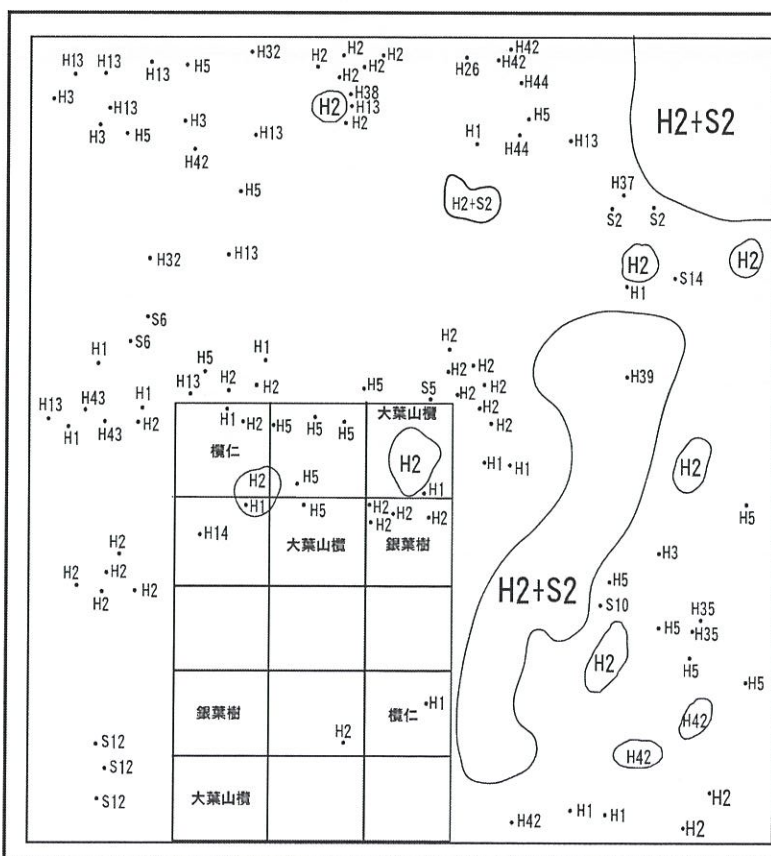 H32 H2 H2 H2 H42
H13 H13 H13 H5 H2 H2 H26 H42
H3 H13 H38 H44
H3 H5 H3 H13 H2 H13 H2 H5 H2+S2
H42 H1 H44 H13
H5 H2+S2 H37
S2 S2
H32 H13 H2 S14 H2
H1
S6
S6
H1 H5 H1 H2
H2 H2 H39
H13 H2 H2 H5 S5 H2 H2
H13 H43 H1 大葉山欖 H2
H1 H43 H2 H1 H2 H5 H5 H5 H2
欖仁 H2 H1 H1 H2
H2 H5 H1
H1 H5 H2 H2 H2 H5
H14 大葉山欖 H2 銀葉樹
H2 H3
H2 H2 H5
H2 H2 H2+S2 S10 H35
H5 H35
H2 H5
H5
銀葉樹 欖仁 H1 H42
S12 H2 H42
S12
S12 大葉山欖 H2
H42 H1 H1 H2